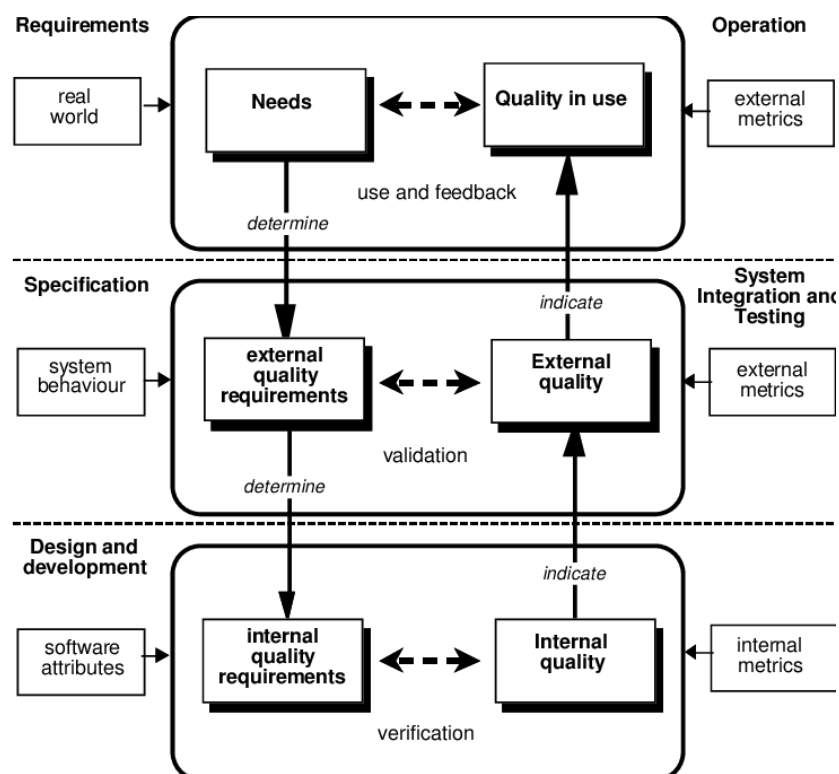 Requirements
Operation
real
world
Needs
Quality in use
external
metrics
use and feedback
determine
Specification
System
Integration and
Testing
indicate
system
behaviour
external
quality
requirements
External
quality
external
metrics
validation
determine
Design and
development
indicate
software
attributes
internal
quality
requirements
Internal
quality
internal
metrics
verification